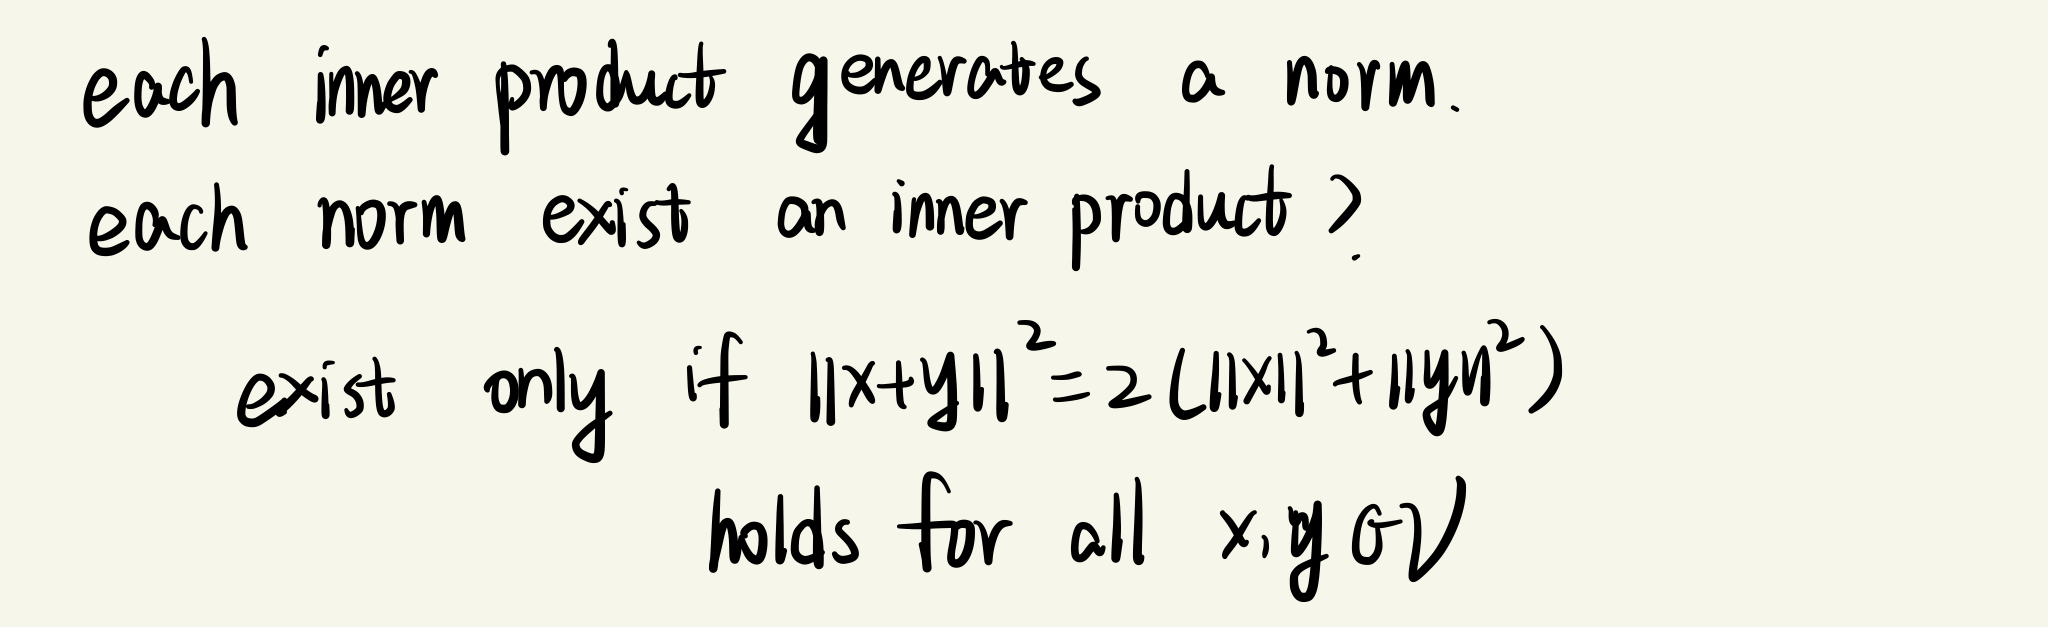 each inner product generates a norm.
each norm exist an inner product?
exist only if ||x+y||² = 2(||x||² + ||y||²)
holds for all x, y ∈ V